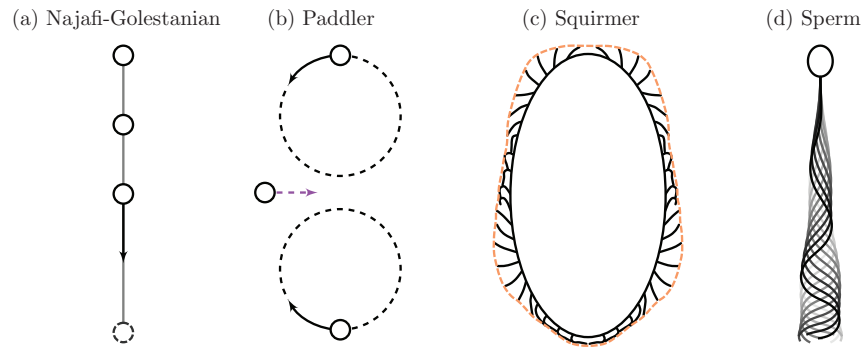 (a) Najafi-Golestanian
(b) Paddler
(c) Squirmer
(d) Sperm